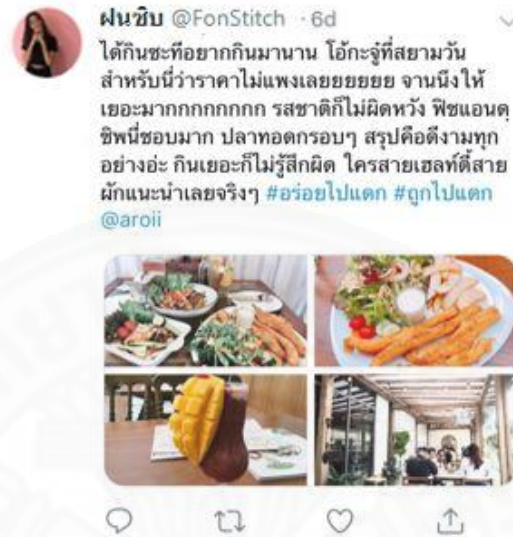 ฝนซิบ @FonStitch · 6d
ได้กินซะทีอยากกินมานาน โอ้กะจู๋ที่สยามวัน
สำหรับนี่ว่าราคาไม่แพงเลยยยยยย จานนึงให้
เยอะมากกกกกกกกก รสชาติก็ไม่ผิดหวัง ฟิชแอนด
ชิพนี่ชอบมาก ปลาทอดกรอบๆ สรุปคือดีงามทุก
อย่างอ่ะ กินเยอะก็ไม่รู้สึกผิด ใครสายเฮลท์ตี้สาย
ผักแนะนำเลยจริงๆ #อร่อยไปแดก #ถูกไปแดก
@aroii